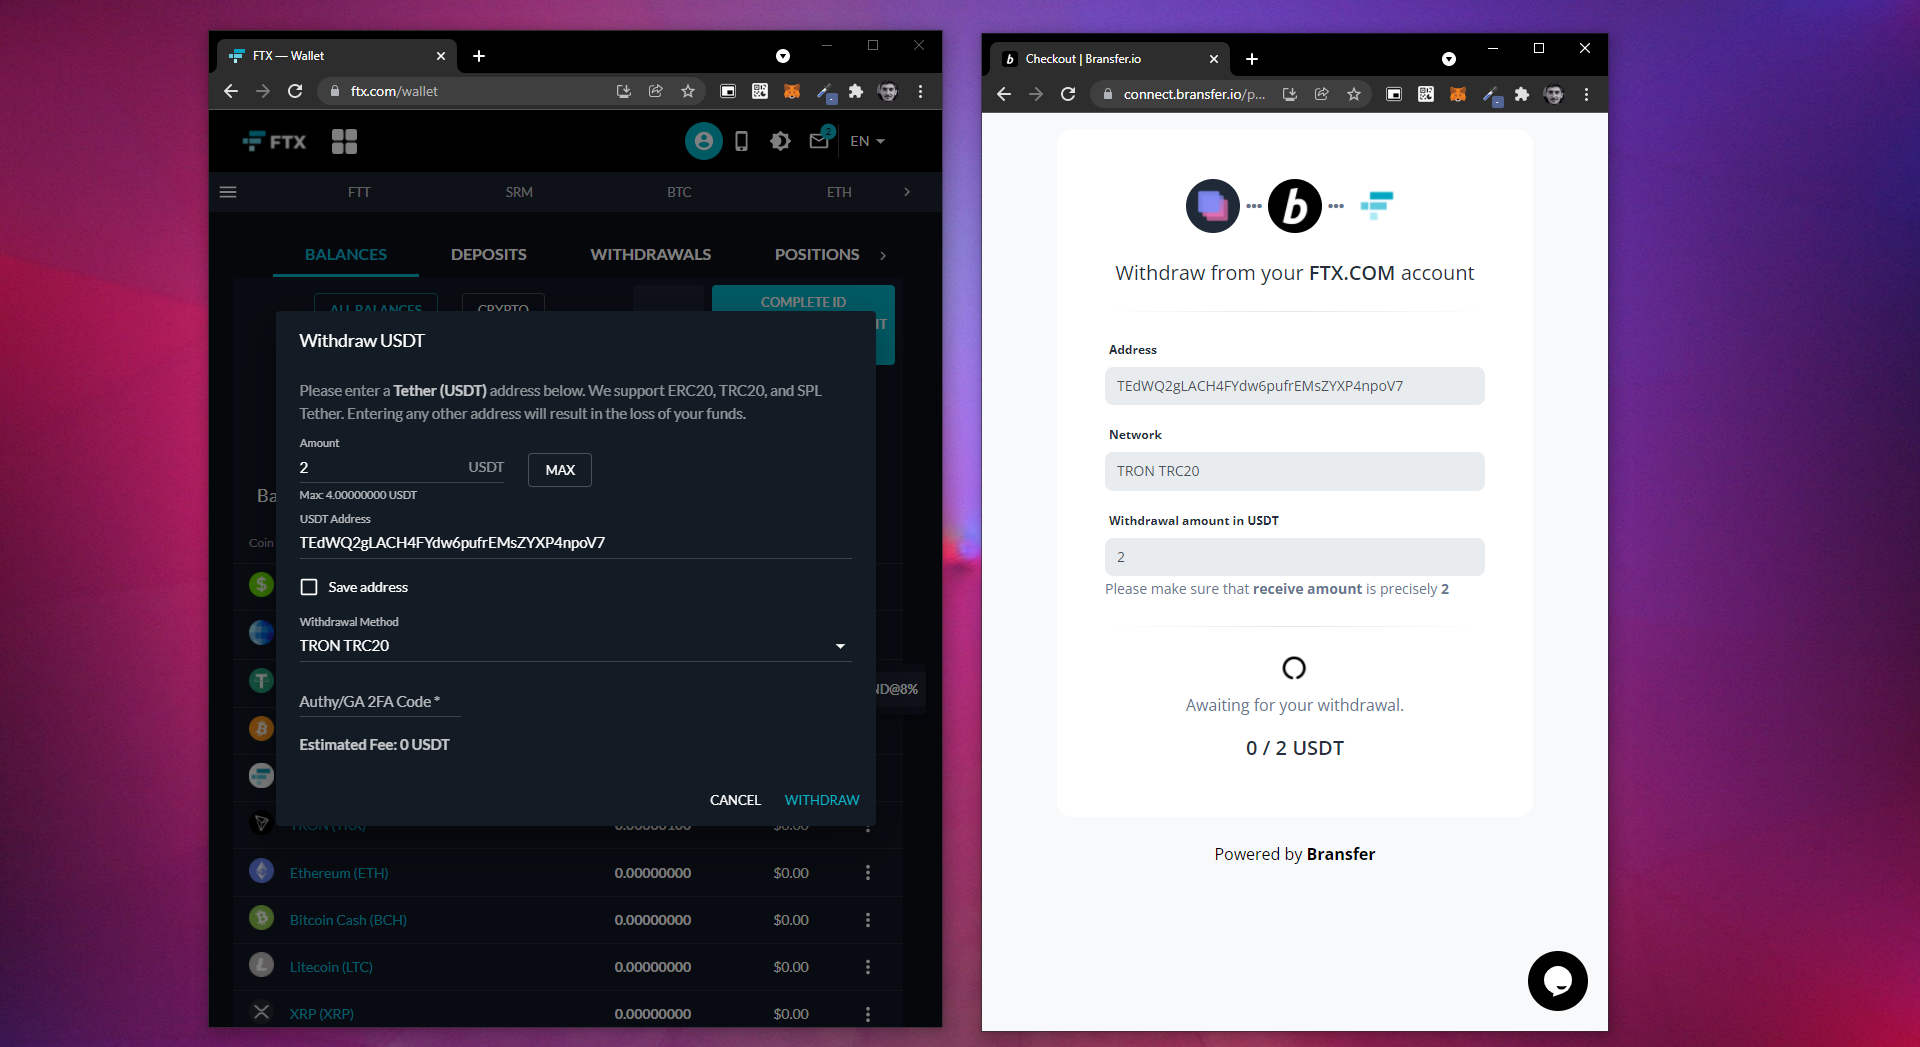 FTX — Wallet
ftx.com/wallet
FTX
2
EN
FTT SRM BTC ETH
BALANCES DEPOSITS WITHDRAWALS POSITIONS
ALL BALANCES CRYPTO COMPLETE ID
Withdraw USDT
Please enter a Tether (USDT) address below. We support ERC20, TRC20, and SPL
Tether. Entering any other address will result in the loss of your funds.
Amount
2 USDT MAX
Max: 4.00000000 USDT
Ba
USDT Address
Coin
TEdWQ2gLACH4FYdw6pufrEMsZYXP4npoV7
Save address
Withdrawal Method
TRON TRC20
ND@8%
Authy/GA 2FA Code *
Estimated Fee: 0 USDT
CANCEL WITHDRAW
TRON (TRX) 0.00000100 $0.00
Ethereum (ETH) 0.00000000 $0.00
Bitcoin Cash (BCH) 0.00000000 $0.00
Litecoin (LTC) 0.00000000 $0.00
XRP (XRP) 0.00000000 $0.00
b Checkout | Bransfer.io
connect.bransfer.io/p...
b
Withdraw from your FTX.COM account
Address
TEdWQ2gLACH4FYdw6pufrEMsZYXP4npoV7
Network
TRON TRC20
Withdrawal amount in USDT
2
Please make sure that receive amount is precisely 2
Awaiting for your withdrawal.
0 / 2 USDT
Powered by Bransfer